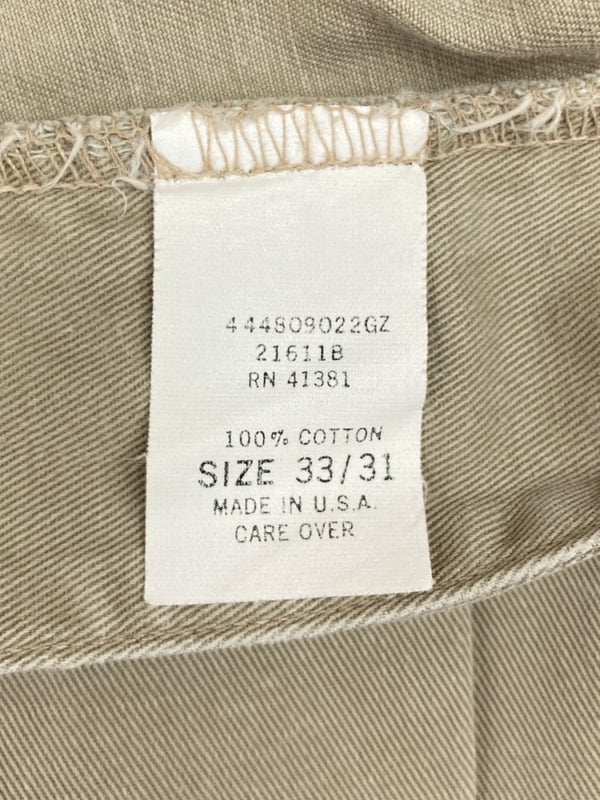 444809022GZ
21611B
RN 41381
100% COTTON
SIZE 33/31
MADE IN U.S.A.
CARE OVER